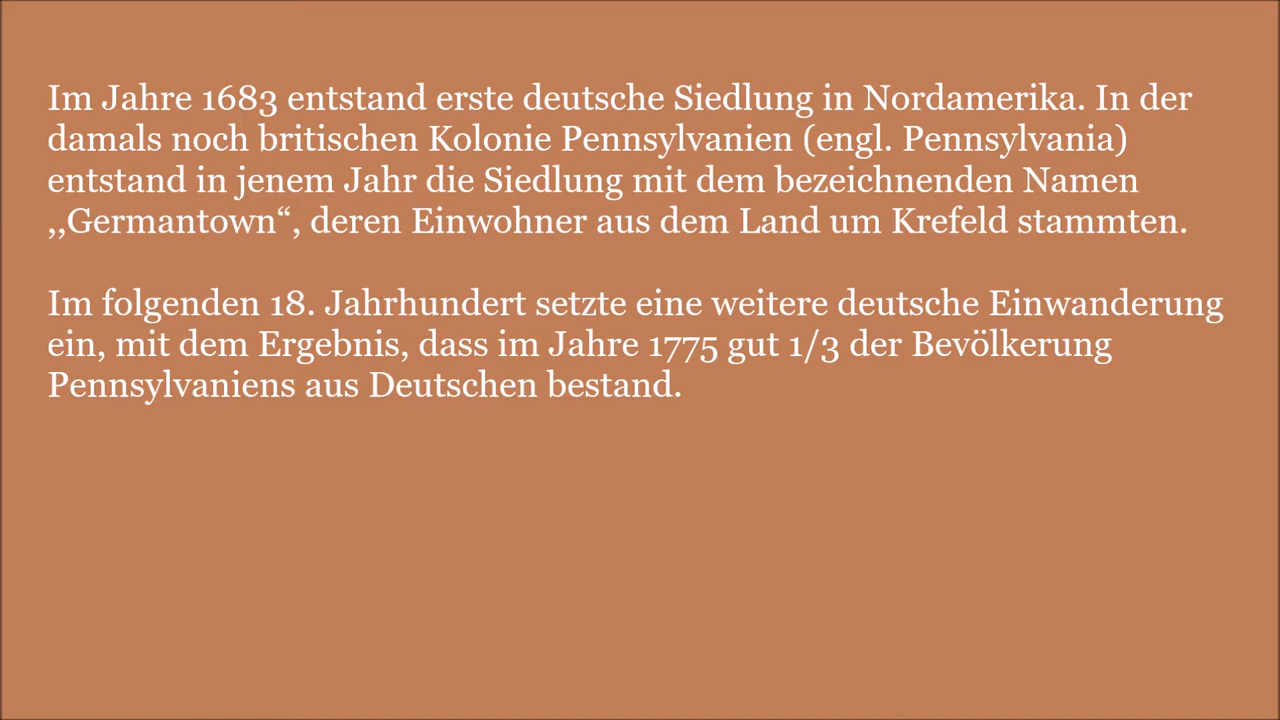 Im Jahre 1683 entstand erste deutsche Siedlung in Nordamerika. In der
damals noch britischen Kolonie Pennsylvanien (engl. Pennsylvania)
entstand in jenem Jahr die Siedlung mit dem bezeichnenden Namen
,,Germantown“, deren Einwohner aus dem Land um Krefeld stammten.
Im folgenden 18. Jahrhundert setzte eine weitere deutsche Einwanderung
ein, mit dem Ergebnis, dass im Jahre 1775 gut 1/3 der Bevölkerung
Pennsylvaniens aus Deutschen bestand.